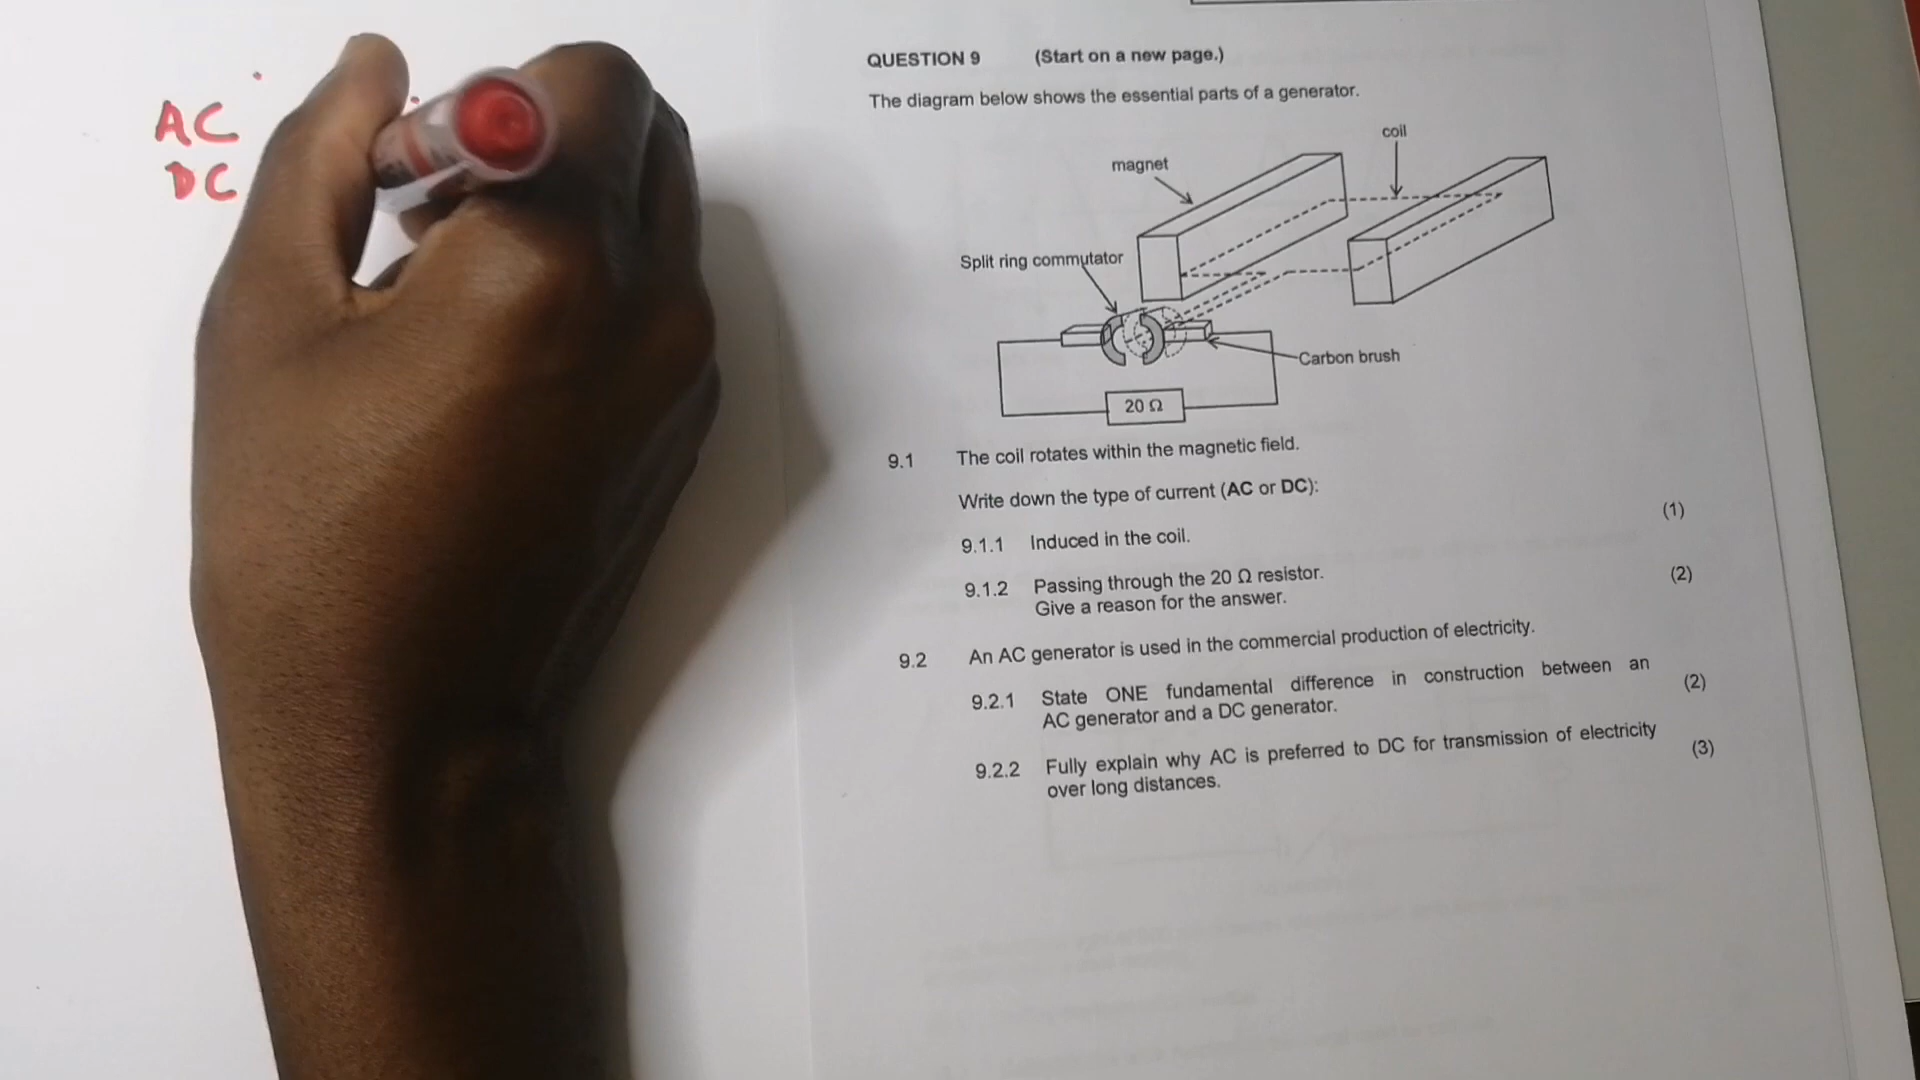 AC
DC
QUESTION 9 (Start on a new page.)
The diagram below shows the essential parts of a generator.
coil
magnet
Split ring commutator
Carbon brush
20 Ω
9.1 The coil rotates within the magnetic field.
Write down the type of current (AC or DC):
9.1.1 Induced in the coil. (1)
9.1.2 Passing through the 20 Ω resistor. (2)
Give a reason for the answer.
9.2 An AC generator is used in the commercial production of electricity.
9.2.1 State ONE fundamental difference in construction between an (2)
AC generator and a DC generator.
9.2.2 Fully explain why AC is preferred to DC for transmission of electricity (3)
over long distances.